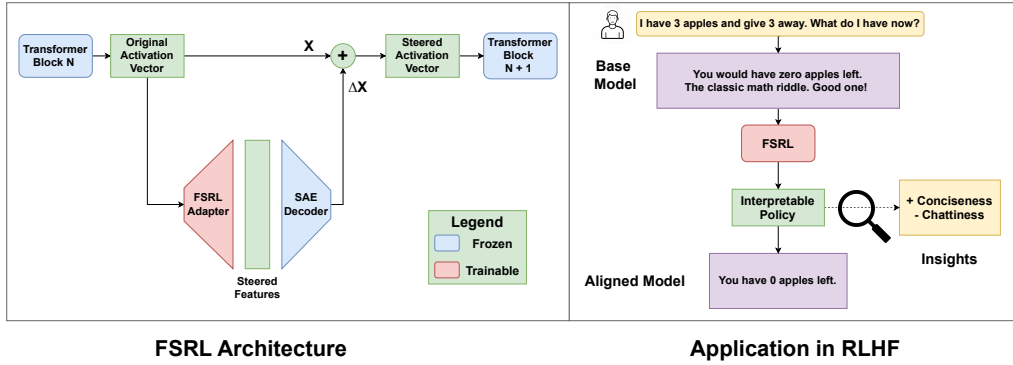 Transformer
Block N
Original
Activation
Vector
X
+
ΔX
Steered
Activation
Vector
Transformer
Block
N + 1
FSRL
Adapter
SAE
Decoder
Steered
Features
Legend
Frozen
Trainable
FSRL Architecture
I have 3 apples and give 3 away. What do I have now?
Base
Model
You would have zero apples left.
The classic math riddle. Good one!
FSRL
Interpretable
Policy
+ Conciseness
- Chattiness
Insights
Aligned Model
You have 0 apples left.
Application in RLHF